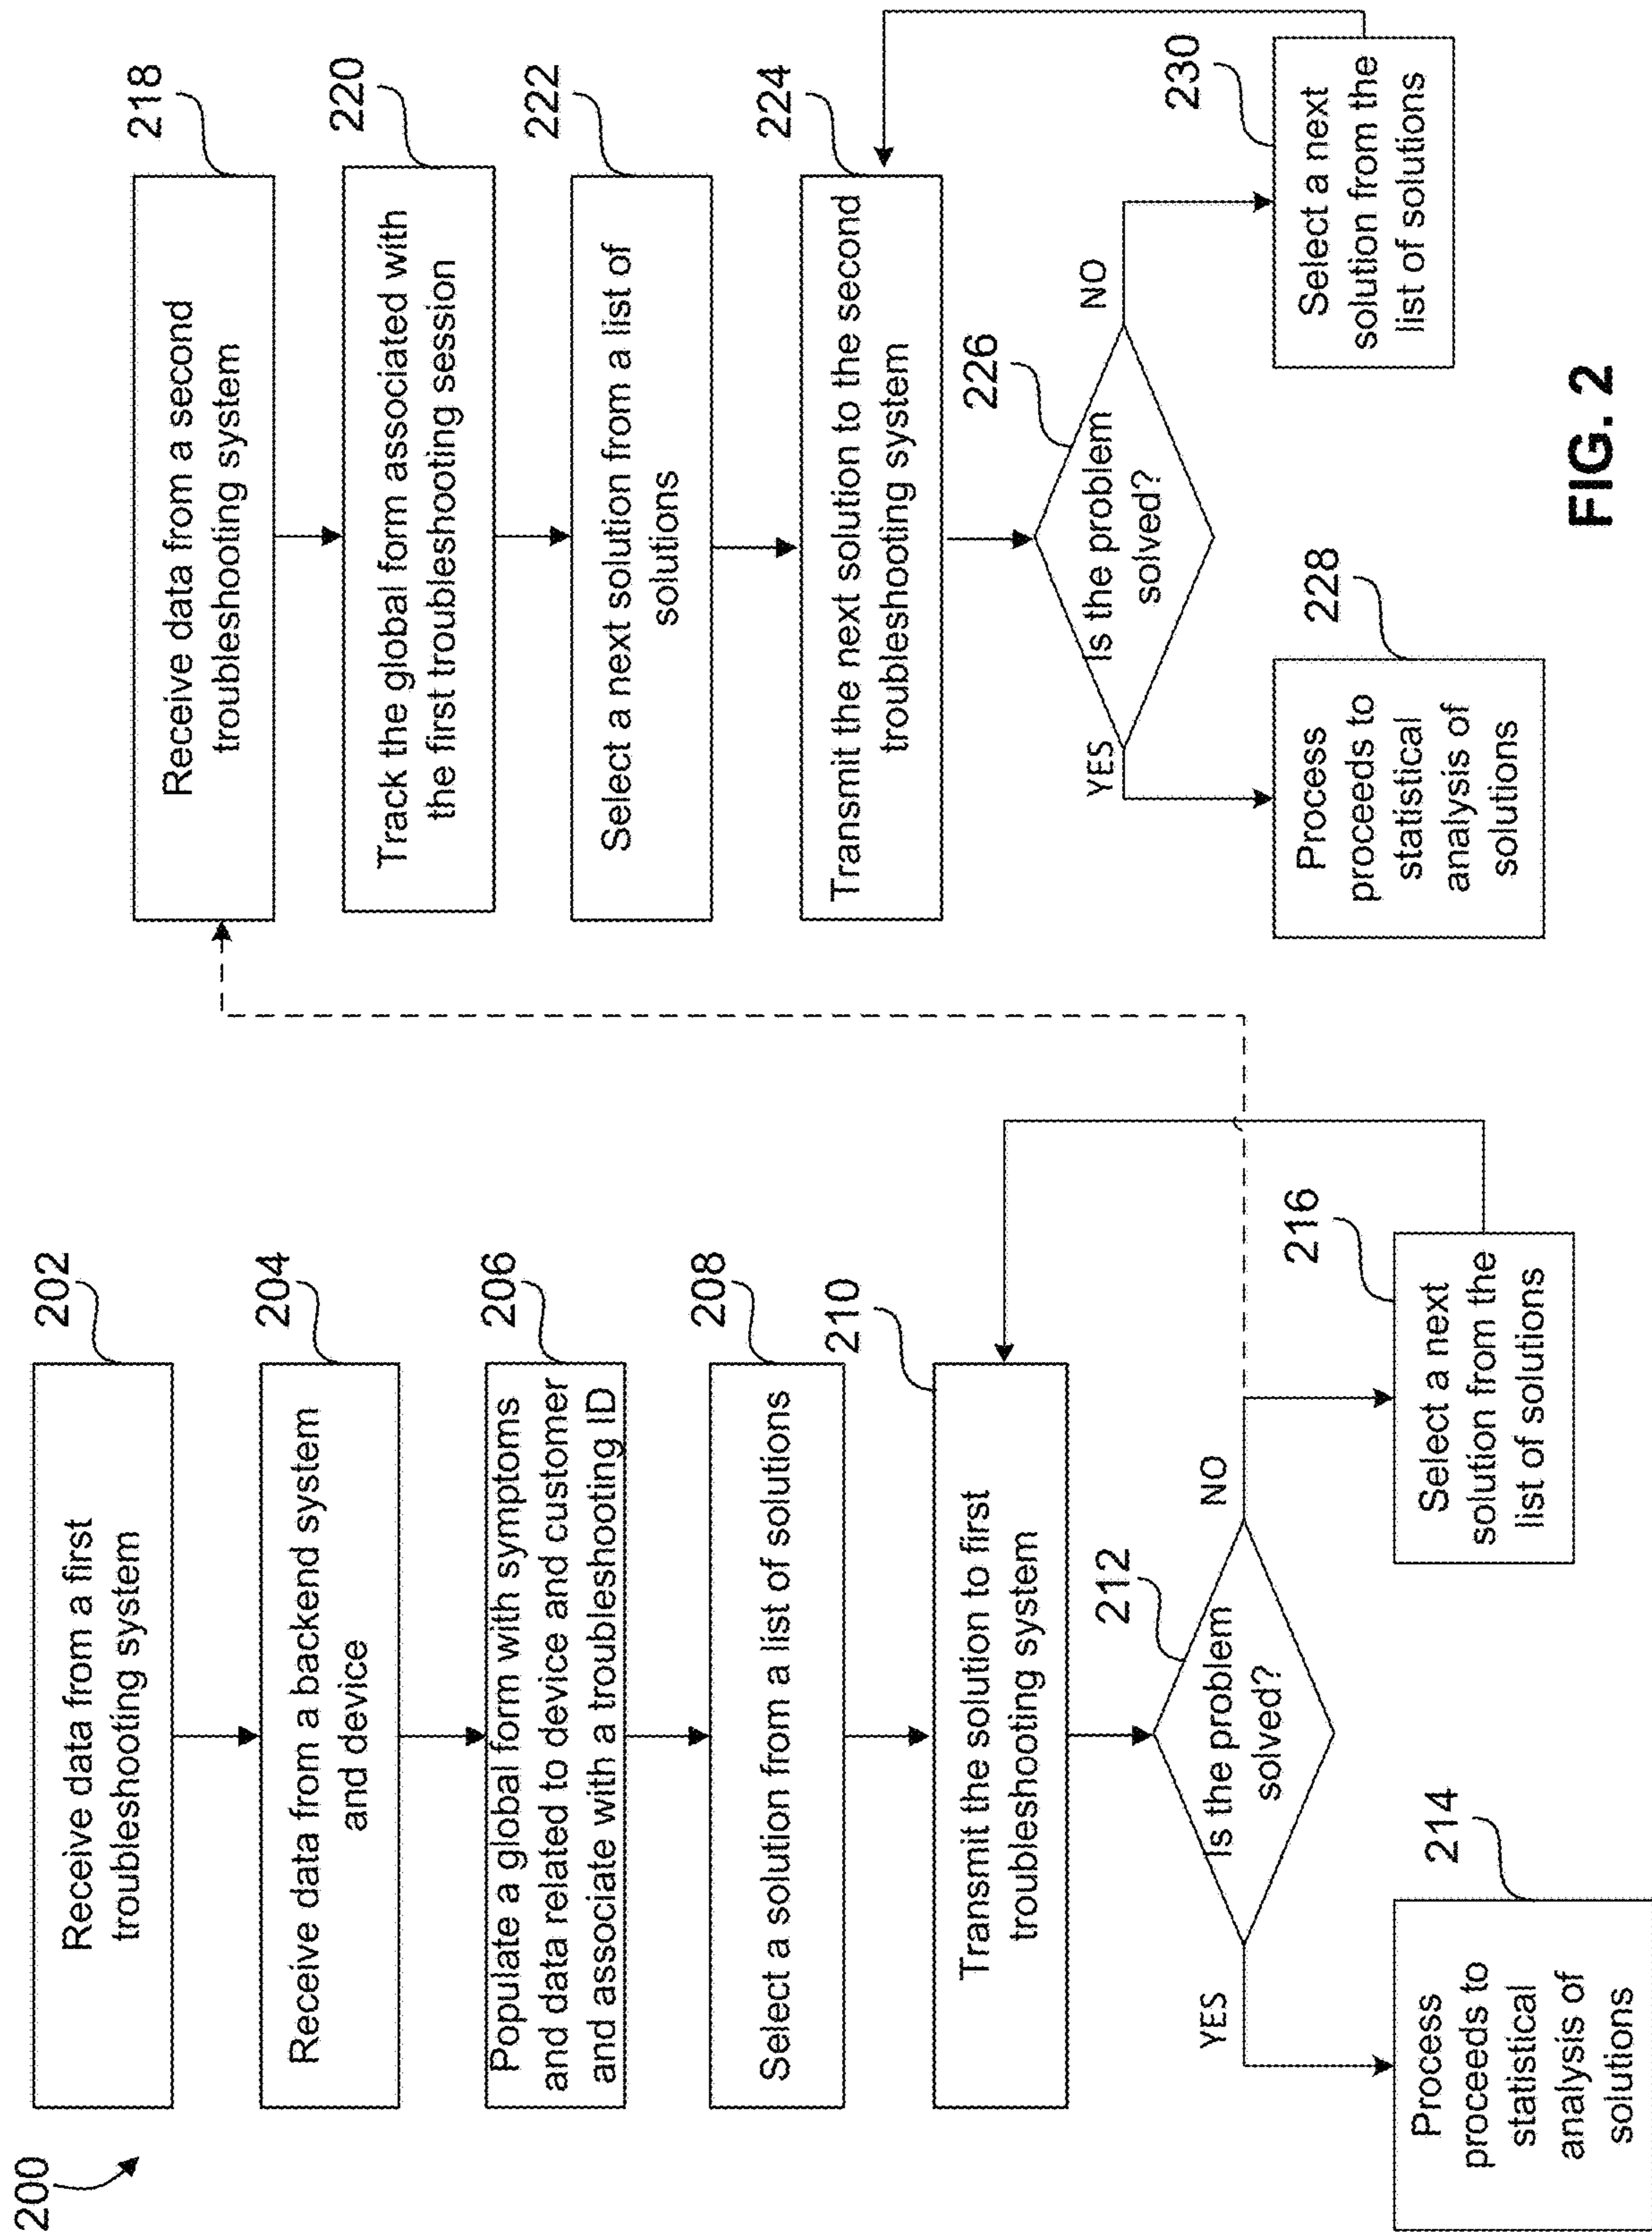 200
202
Receive data from a first
troubleshooting system
204
Receive data from a backend system
and device
206
Populate a global form with symptoms
and data related to device and customer
and associate with a troubleshooting ID
208
Select a solution from a list of solutions
210
Transmit the solution to first
troubleshooting system
212
Is the problem
solved?
YES
NO
214
Process
proceeds to
statistical
analysis of
solutions
216
Select a next
solution from the
list of solutions
218
Receive data from a second
troubleshooting system
220
Track the global form associated with
the first troubleshooting session
222
Select a next solution from a list of
solutions
224
Transmit the next solution to the second
troubleshooting system
226
Is the problem
solved?
YES
NO
228
Process
proceeds to
statistical
analysis of
solutions
230
Select a next
solution from the
list of solutions
FIG. 2